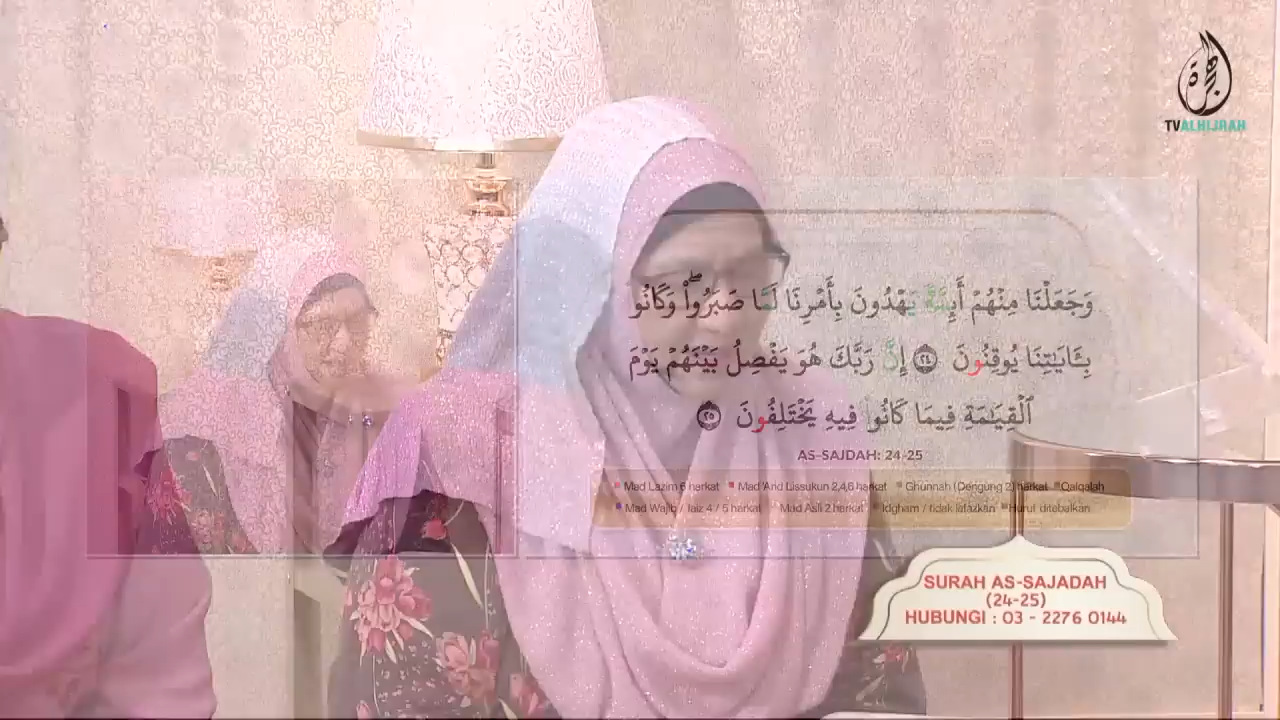 TVALHIJRAH
وَجَعَلْنَا مِنْهُمْ أَئِمَّةً يَهْدُونَ بِأَمْرِنَا لَمَّا صَبَرُوا۟ ۖ وَكَانُوا۟
بِـَٔايَـٰتِنَا يُوقِنُونَ ٢٤ إِنَّ رَبَّكَ هُوَ يَفْصِلُ بَيْنَهُمْ يَوْمَ
ٱلْقِيَـٰمَةِ فِيمَا كَانُوا۟ فِيهِ يَخْتَلِفُونَ ٢٥
AS-SAJDAH: 24-25
Mad Lazim 6 harkat Mad 'Arid Lissukun 2,4,6 harkat Ghunnah (Dengung 2) harkat Qalqalah
Mad Wajib / Jaiz 4 / 5 harkat Mad Asli 2 harkat Idgham / tidak lafazkan Huruf ditebalkan
SURAH AS-SAJADAH
(24-25)
HUBUNGI : 03 - 2276 0144